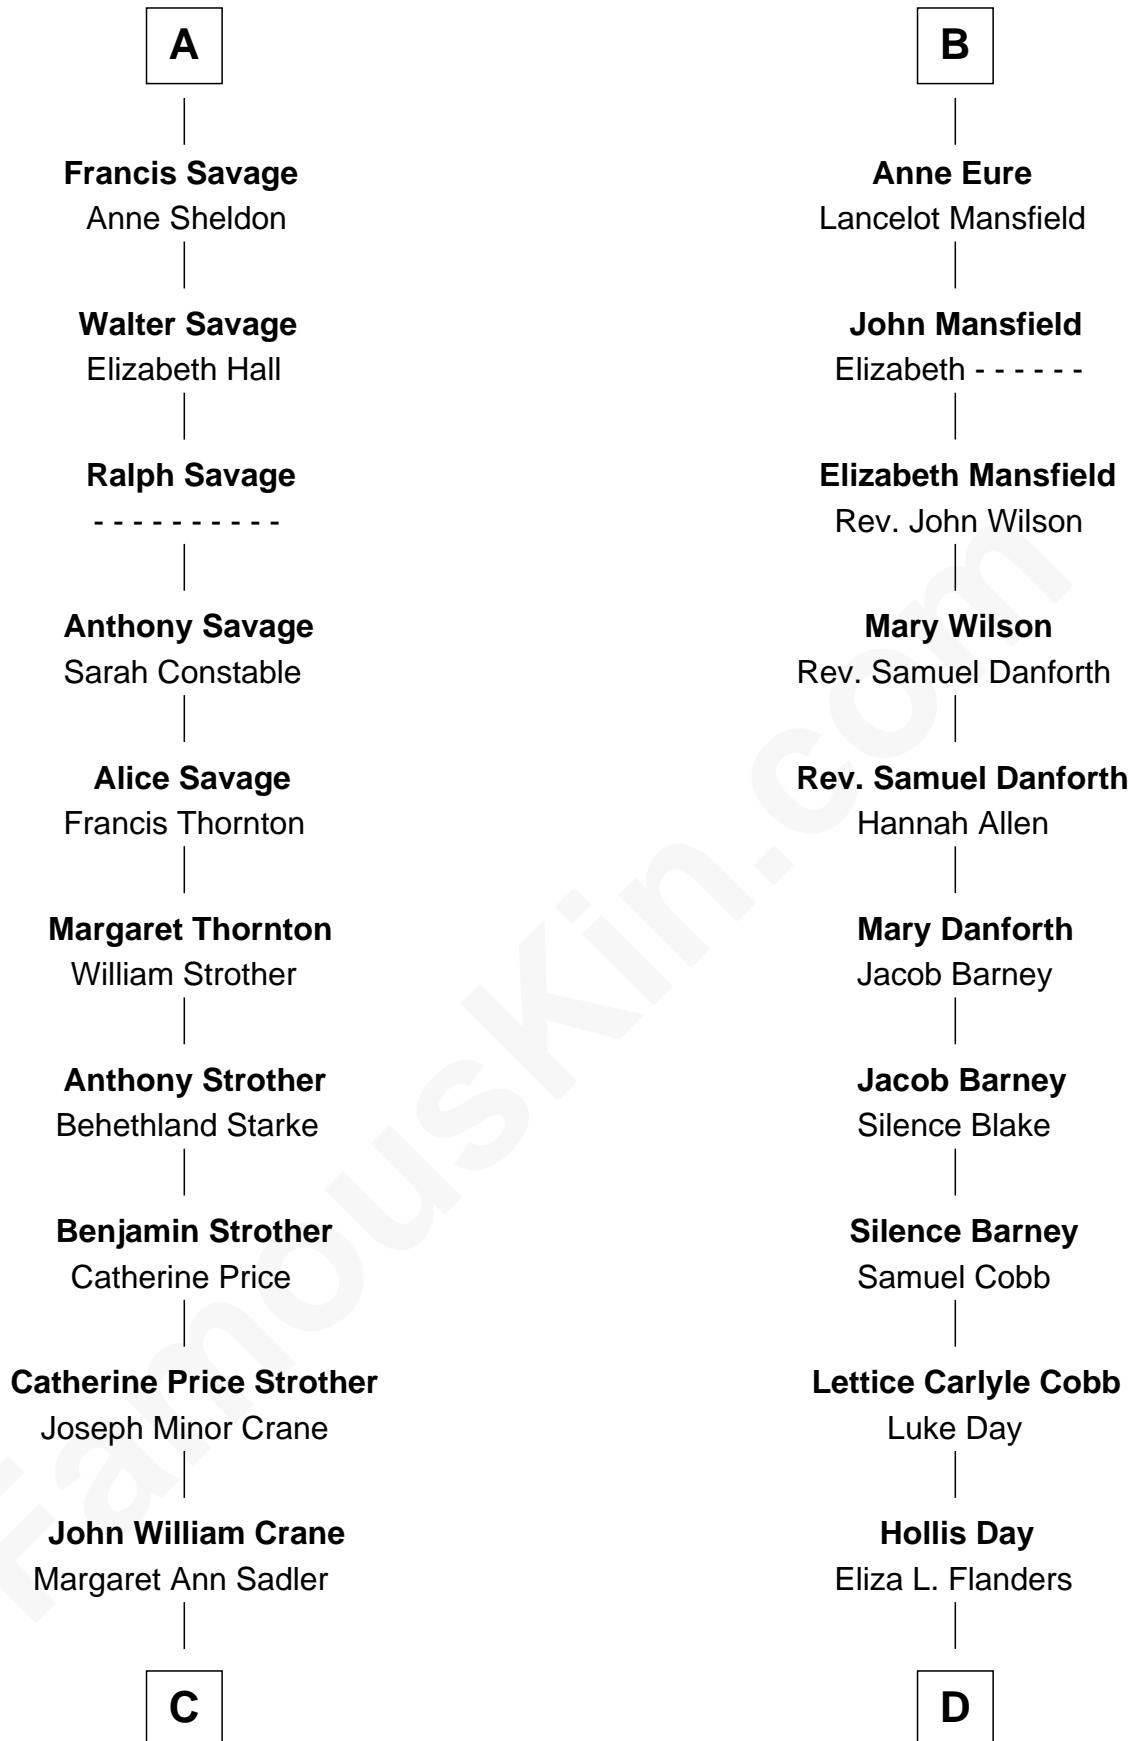 A
Francis Savage
Anne Sheldon
Walter Savage
Elizabeth Hall
Ralph Savage
- - - - - - - - - -
Anthony Savage
Sarah Constable
Alice Savage
Francis Thornton
Margaret Thornton
William Strother
Anthony Strother
Behethland Starke
Benjamin Strother
Catherine Price
Catherine Price Strother
Joseph Minor Crane
John William Crane
Margaret Ann Sadler
C
B
Anne Eure
Lancelot Mansfield
John Mansfield
Elizabeth - - - - - -
Elizabeth Mansfield
Rev. John Wilson
Mary Wilson
Rev. Samuel Danforth
Rev. Samuel Danforth
Hannah Allen
Mary Danforth
Jacob Barney
Jacob Barney
Silence Blake
Silence Barney
Samuel Cobb
Lettice Carlyle Cobb
Luke Day
Hollis Day
Eliza L. Flanders
D
FamousKin.com